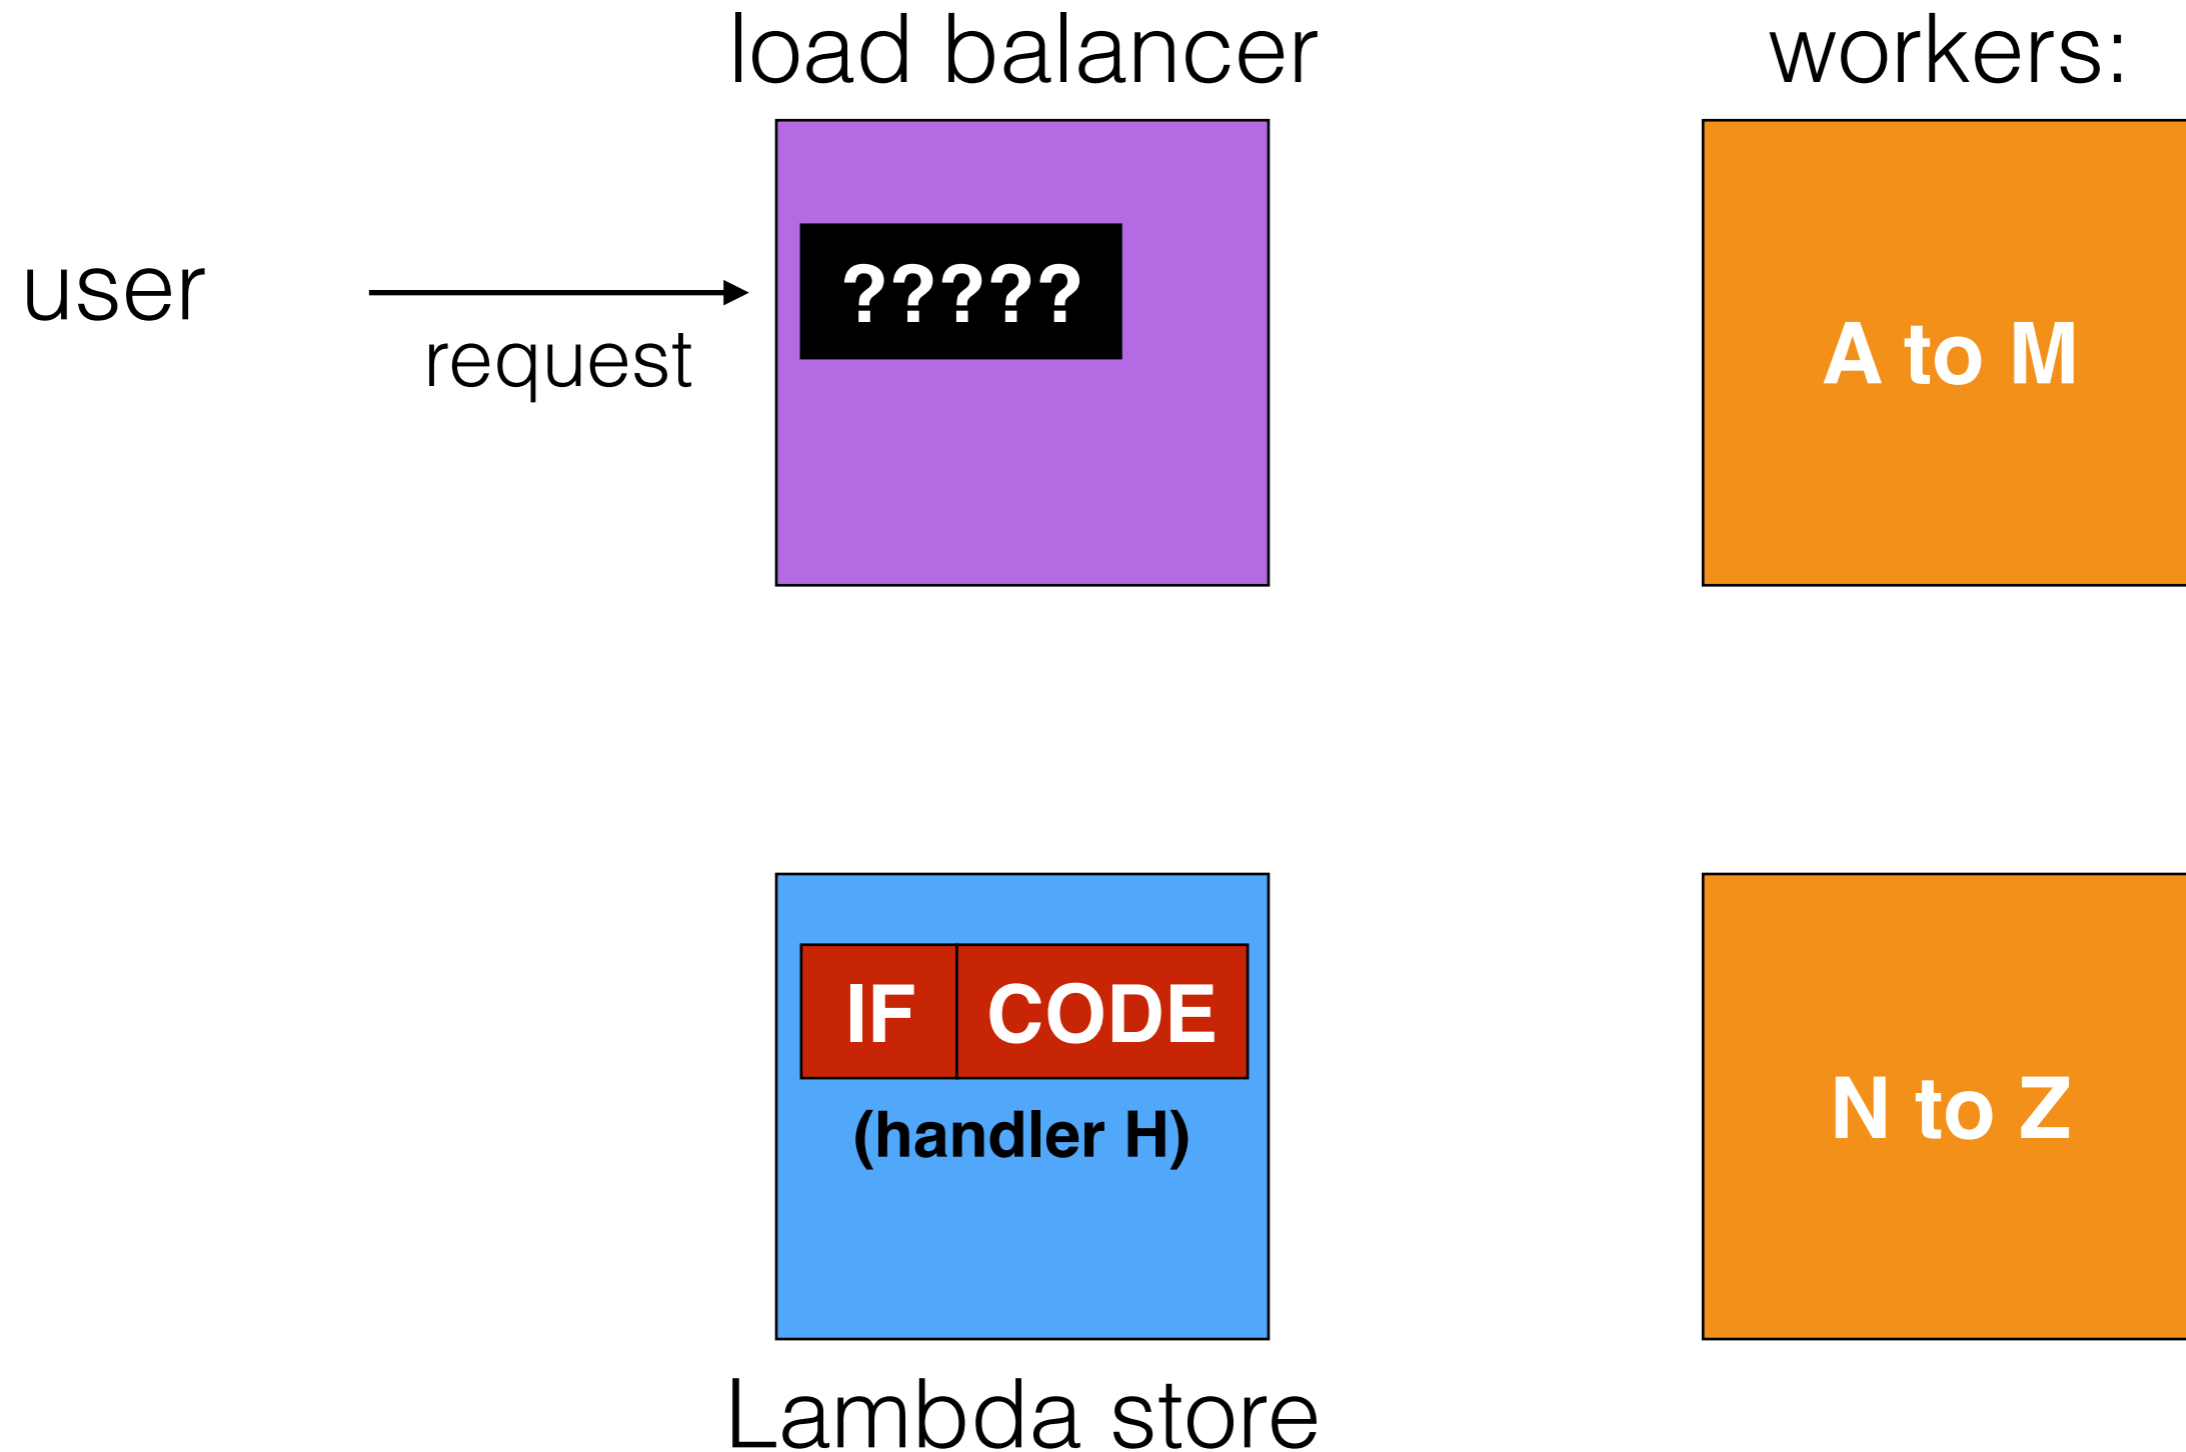 load balancer
workers:
user
?????
request
A to M
IF CODE
(handler H)
N to Z
Lambda store